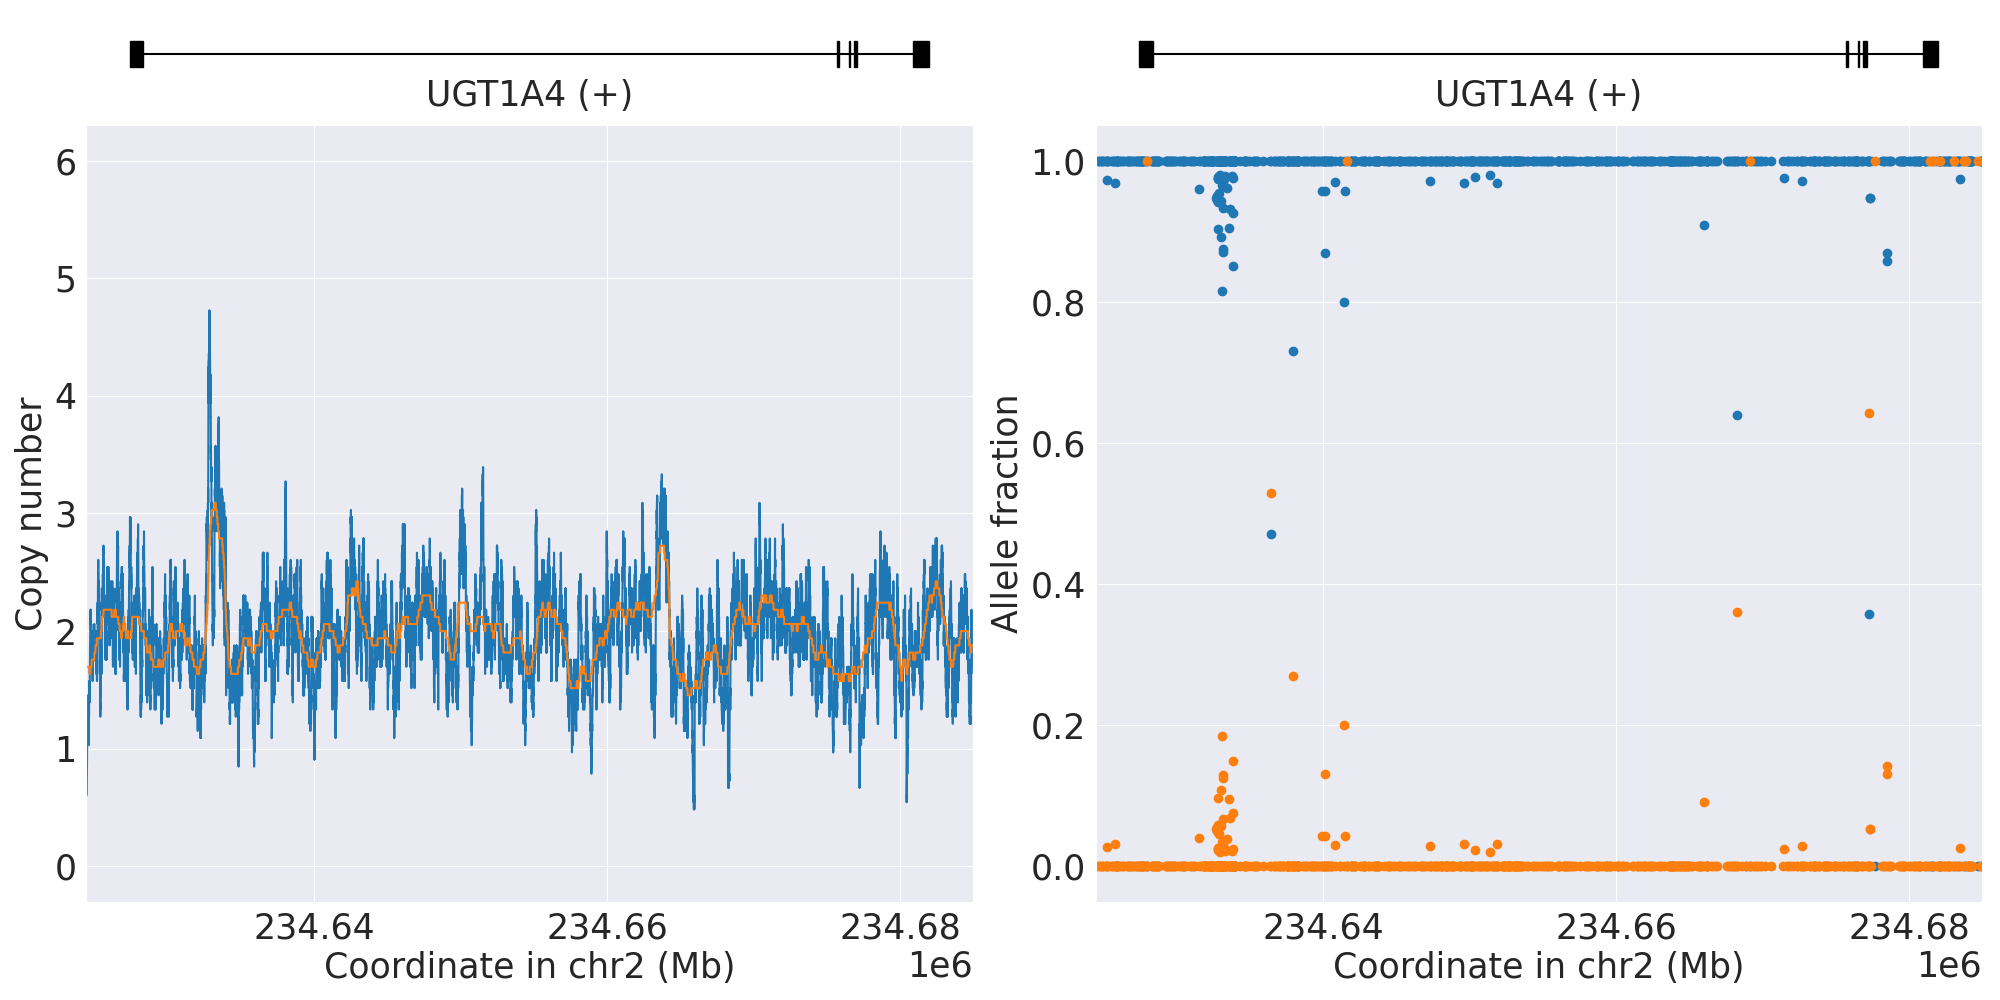 UGT1A4 (+)
6
5
4
3
2
1
0
Copy number
234.64
234.66
234.68
Coordinate in chr2 (Mb)
1e6
UGT1A4 (+)
1.0
0.8
0.6
0.4
0.2
0.0
Allele fraction
234.64
234.66
234.68
Coordinate in chr2 (Mb)
1e6